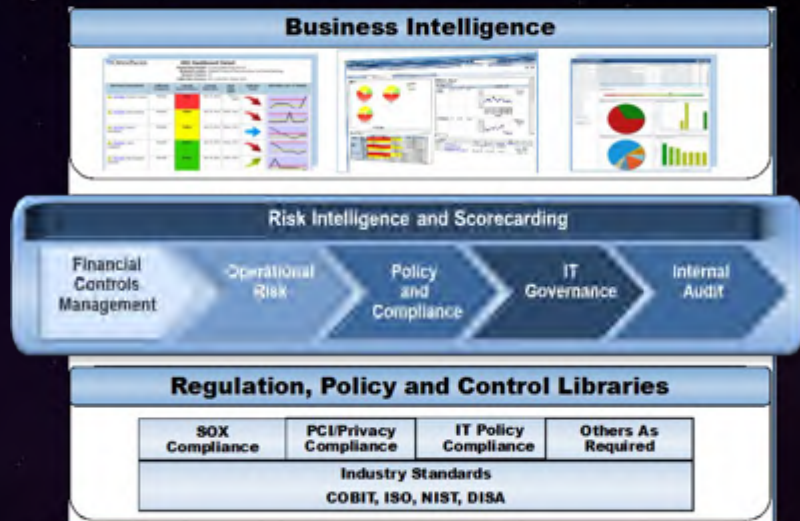 Business Intelligence
Risk Intelligence and Scorecarding
Financial
Controls
Management
Operational
Risk
Policy
and
Compliance
IT
Governance
Internal
Audit
Regulation, Policy and Control Libraries
SOX
Compliance
PCI/Privacy
Compliance
IT Policy
Compliance
Others As
Required
Industry Standards
COBIT, ISO, NIST, DISA